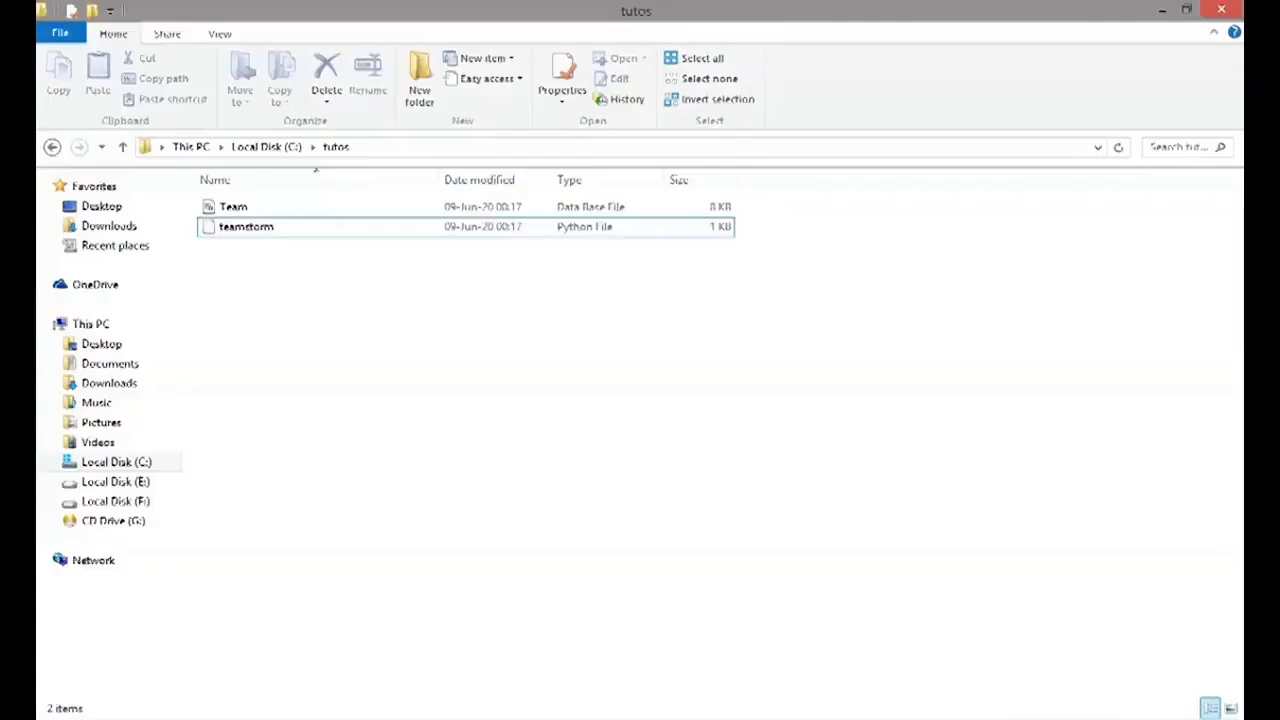 tutos
File Home Share View
Copy Paste Cut Copy path Paste shortcut Clipboard
Move to Copy to Delete Rename Organize
New folder New item Easy access New
Properties Open Edit History Open
Select all Select none Invert selection Select
This PC Local Disk (C:) tutos Search tut...
Name Date modified Type Size
Team 09-Jun-20 00:17 Data Base File 8 KB
teamstorm 09-Jun-20 00:17 Python File 1 KB
Favorites
Desktop
Downloads
Recent places
OneDrive
This PC
Desktop
Documents
Downloads
Music
Pictures
Videos
Local Disk (C:)
Local Disk (E:)
Local Disk (F:)
CD Drive (G:)
Network
2 items